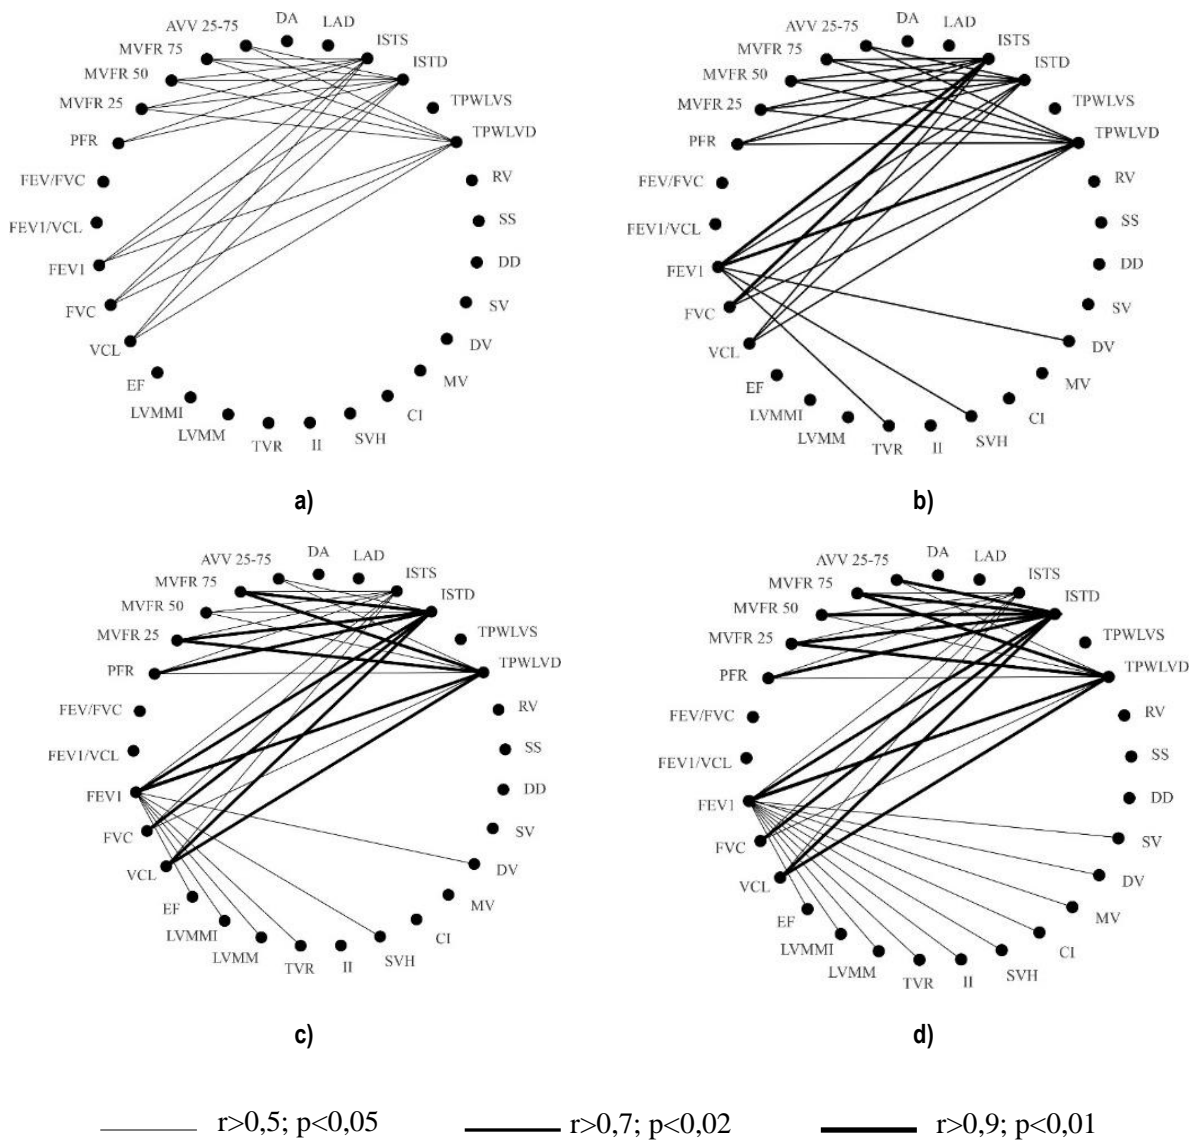 DA
LAD
AVV 25-75
ISTS
MVFR 75
ISTD
MVFR 50
TPWLVS
MVFR 25
TPWLVD
PFR
RV
FEV/FVC
SS
FEV1/VCL
DD
FEV1
SV
FVC
DV
VCL
MV
EF
CI
LVMMI
SVH
LVMM
II
TVR
a)
DA
LAD
AVV 25-75
ISTS
MVFR 75
ISTD
MVFR 50
TPWLVS
MVFR 25
TPWLVD
PFR
RV
FEV/FVC
SS
FEV1/VCL
DD
FEV1
SV
FVC
DV
VCL
MV
EF
CI
LVMMI
SVH
LVMM
II
TVR
b)
DA
LAD
AVV 25-75
ISTS
MVFR 75
ISTD
MVFR 50
TPWLVS
MVFR 25
TPWLVD
PFR
RV
FEV/FVC
SS
FEV1/VCL
DD
FEV1
SV
FVC
DV
VCL
MV
EF
CI
LVMMI
SVH
LVMM
II
TVR
c)
DA
LAD
AVV 25-75
ISTS
MVFR 75
ISTD
MVFR 50
TPWLVS
MVFR 25
TPWLVD
PFR
RV
FEV/FVC
SS
FEV1/VCL
DD
FEV1
SV
FVC
DV
VCL
MV
EF
CI
LVMMI
SVH
LVMM
II
TVR
d)
r>0,5; p<0,05 r>0,7; p<0,02 r>0,9; p<0,01